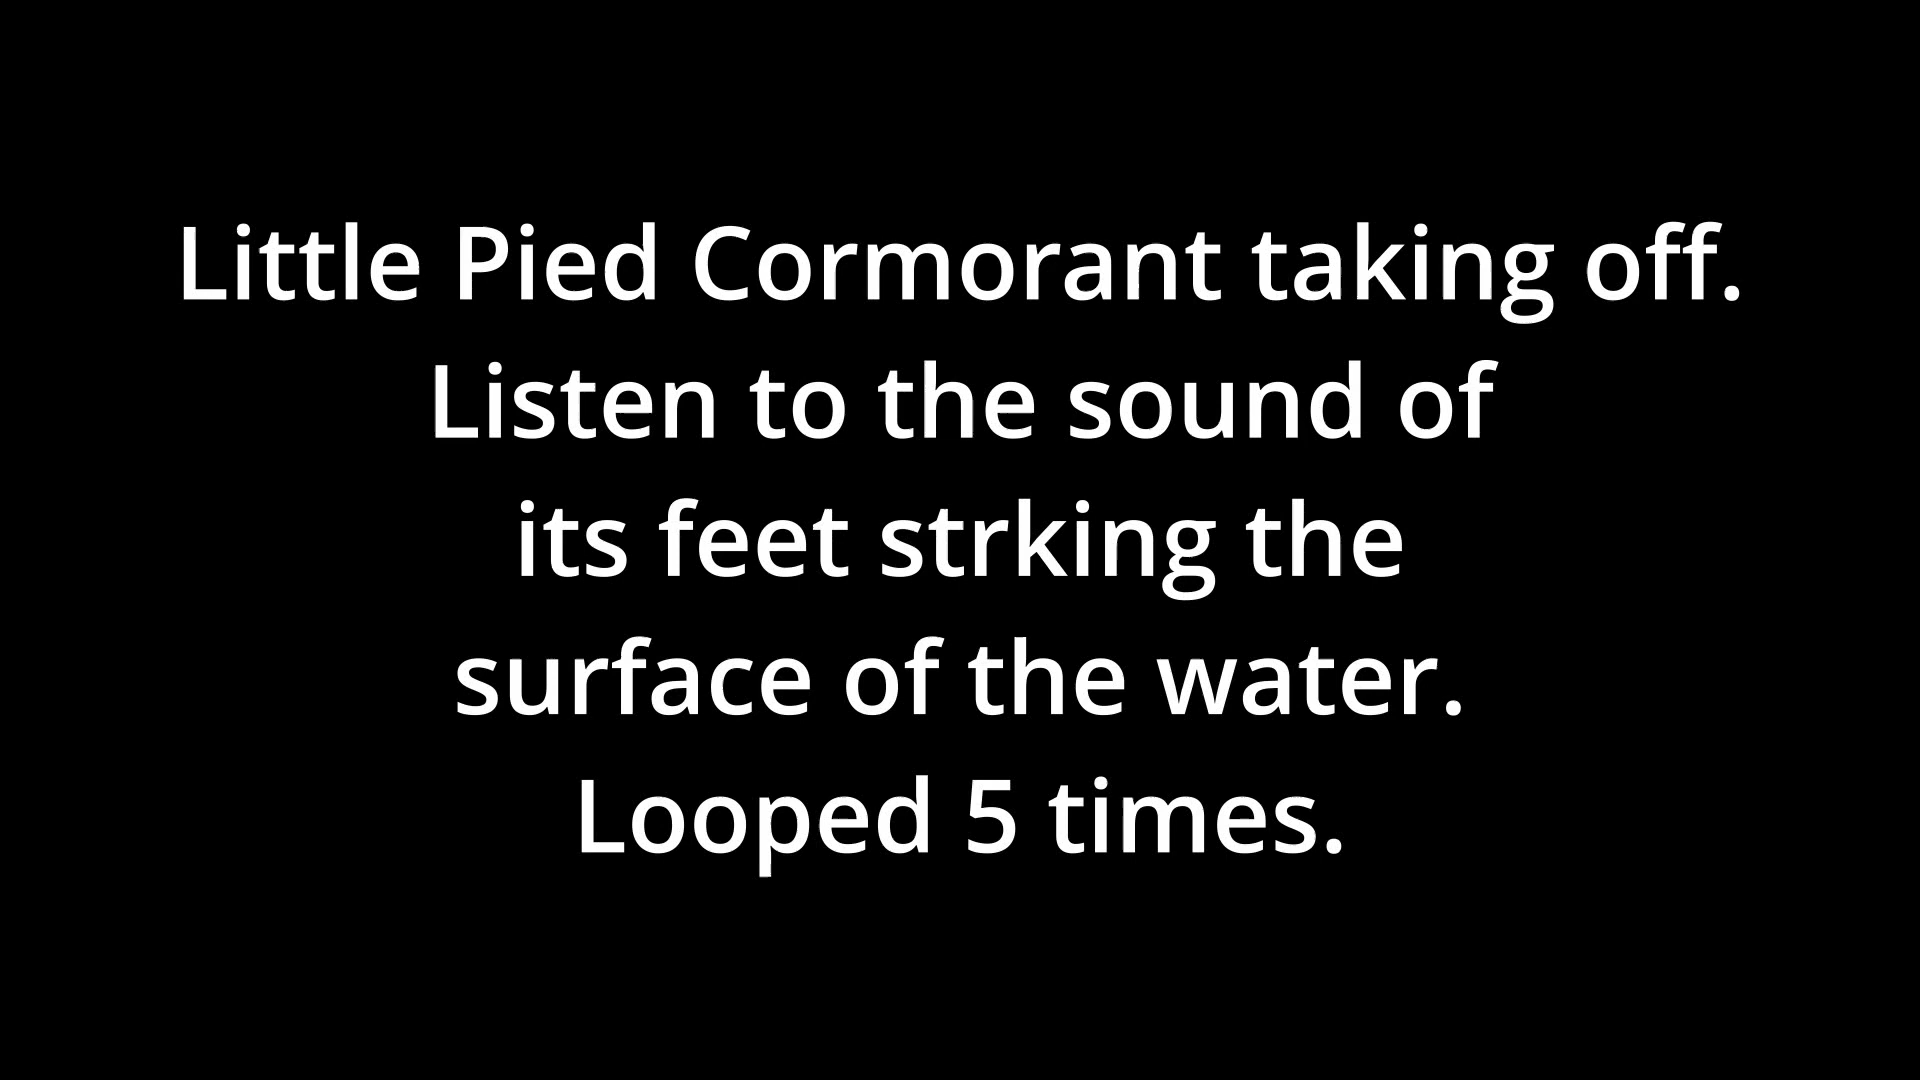 Little Pied Cormorant taking off.
Listen to the sound of
its feet strking the
surface of the water.
Looped 5 times.